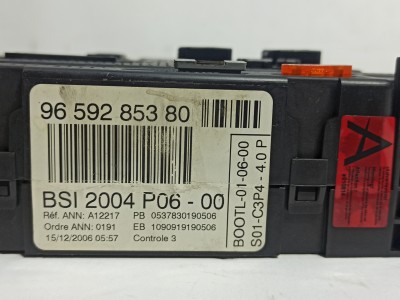 96 592 853 80
BSI 2004 P06 - 00
Réf. ANN: A12217 PB 0537830190506
Ordre ANN: 0191 EB 1090919190506
15/12/2006 05:57 Controle 3
BOOTL-01-06-00
S01-C3P4 - 4.0 P
A